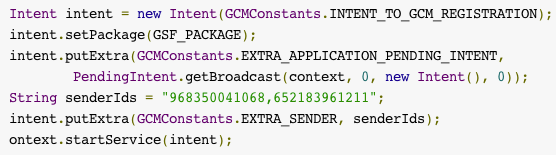 Intent intent = new Intent(GCMConstants.INTENT_TO_GCM_REGISTRATION);
intent.setPackage(GSF_PACKAGE);
intent.putExtra(GCMConstants.EXTRA_APPLICATION_PENDING_INTENT,
        PendingIntent.getBroadcast(context, 0, new Intent(), 0));
String senderIds = "968350041068,652183961211";
intent.putExtra(GCMConstants.EXTRA_SENDER, senderIds);
ontext.startService(intent);